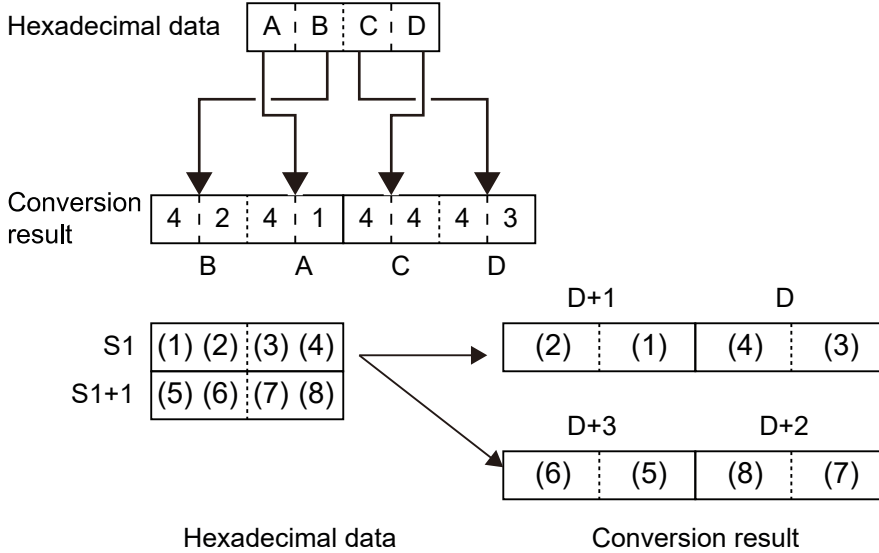 Hexadecimal data A B C D
Conversion result 4 2 4 1 4 4 4 3
B A C D
D+1 D
S1 (1) (2) (3) (4) (2) (1) (4) (3)
S1+1 (5) (6) (7) (8)
D+3 D+2
(6) (5) (8) (7)
Hexadecimal data Conversion result